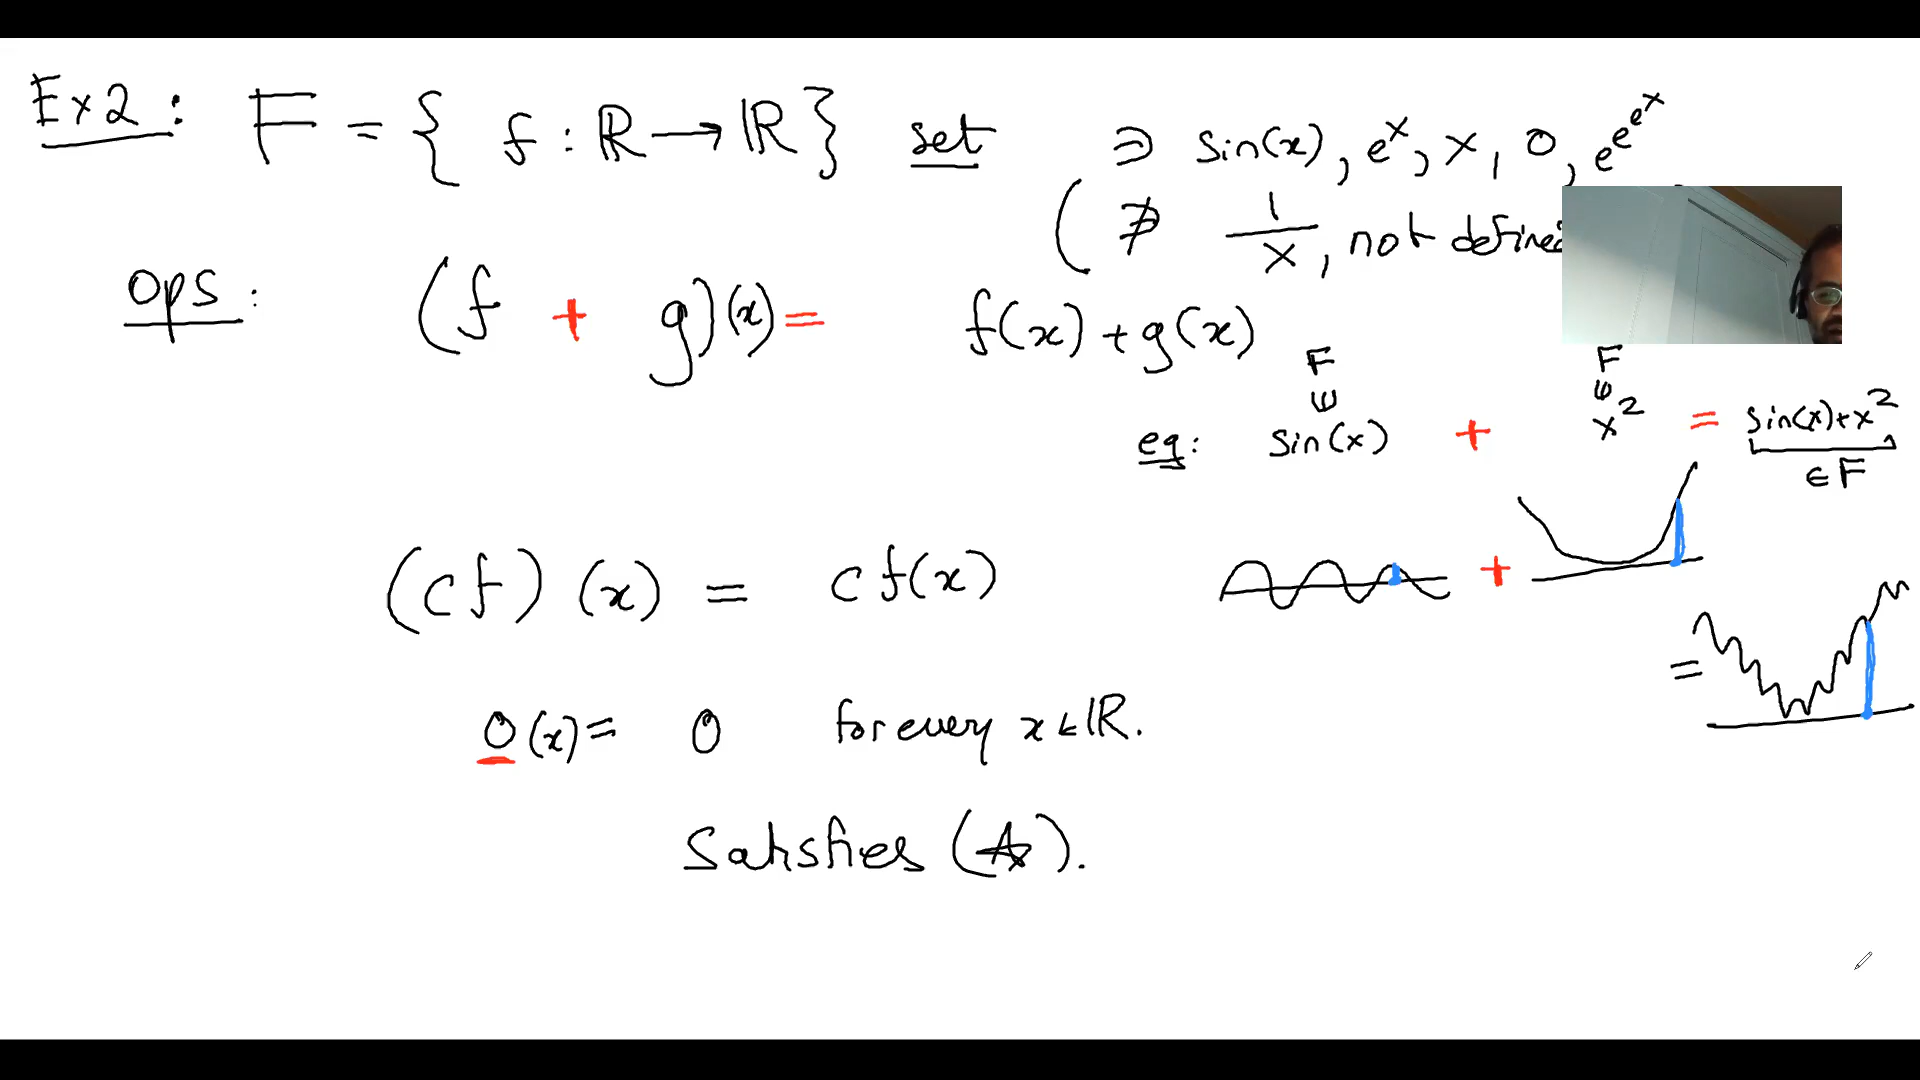 Ex2: F = { f : ℝ → ℝ } set ∋ sin(x), e^x, x, 0, e^{e^{e^x}}
( ∌ 1/x, not defined
Ops: (f + g)(x) = f(x) + g(x)
F F
∈ ∈
eg: sin(x) + x^2 = sin(x)+x^2
∈ F
(cf)(x) = cf(x)
+
=
0(x) = 0 for every x ∈ ℝ.
Satisfies (☆).